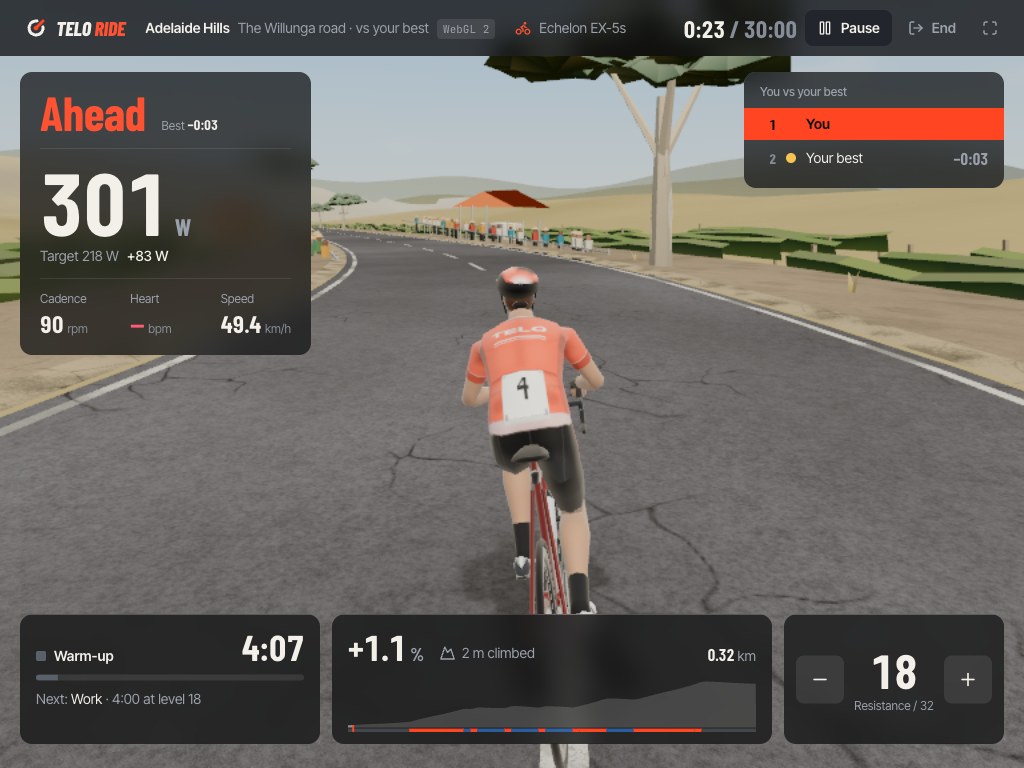 TELO RIDE Adelaide Hills The Willunga road · vs your best WebGL 2 Echelon EX-5s 0:23 / 30:00 Pause End
Ahead Best −0:03
301 W
Target 218 W +83 W
Cadence Heart Speed
90 rpm – bpm 49.4 km/h
You vs your best
1 You
2 Your best −0:03
TELO
4
Warm-up 4:07
Next: Work · 4:00 at level 18
+1.1 % 2 m climbed 0.32 km
− 18 +
Resistance / 32